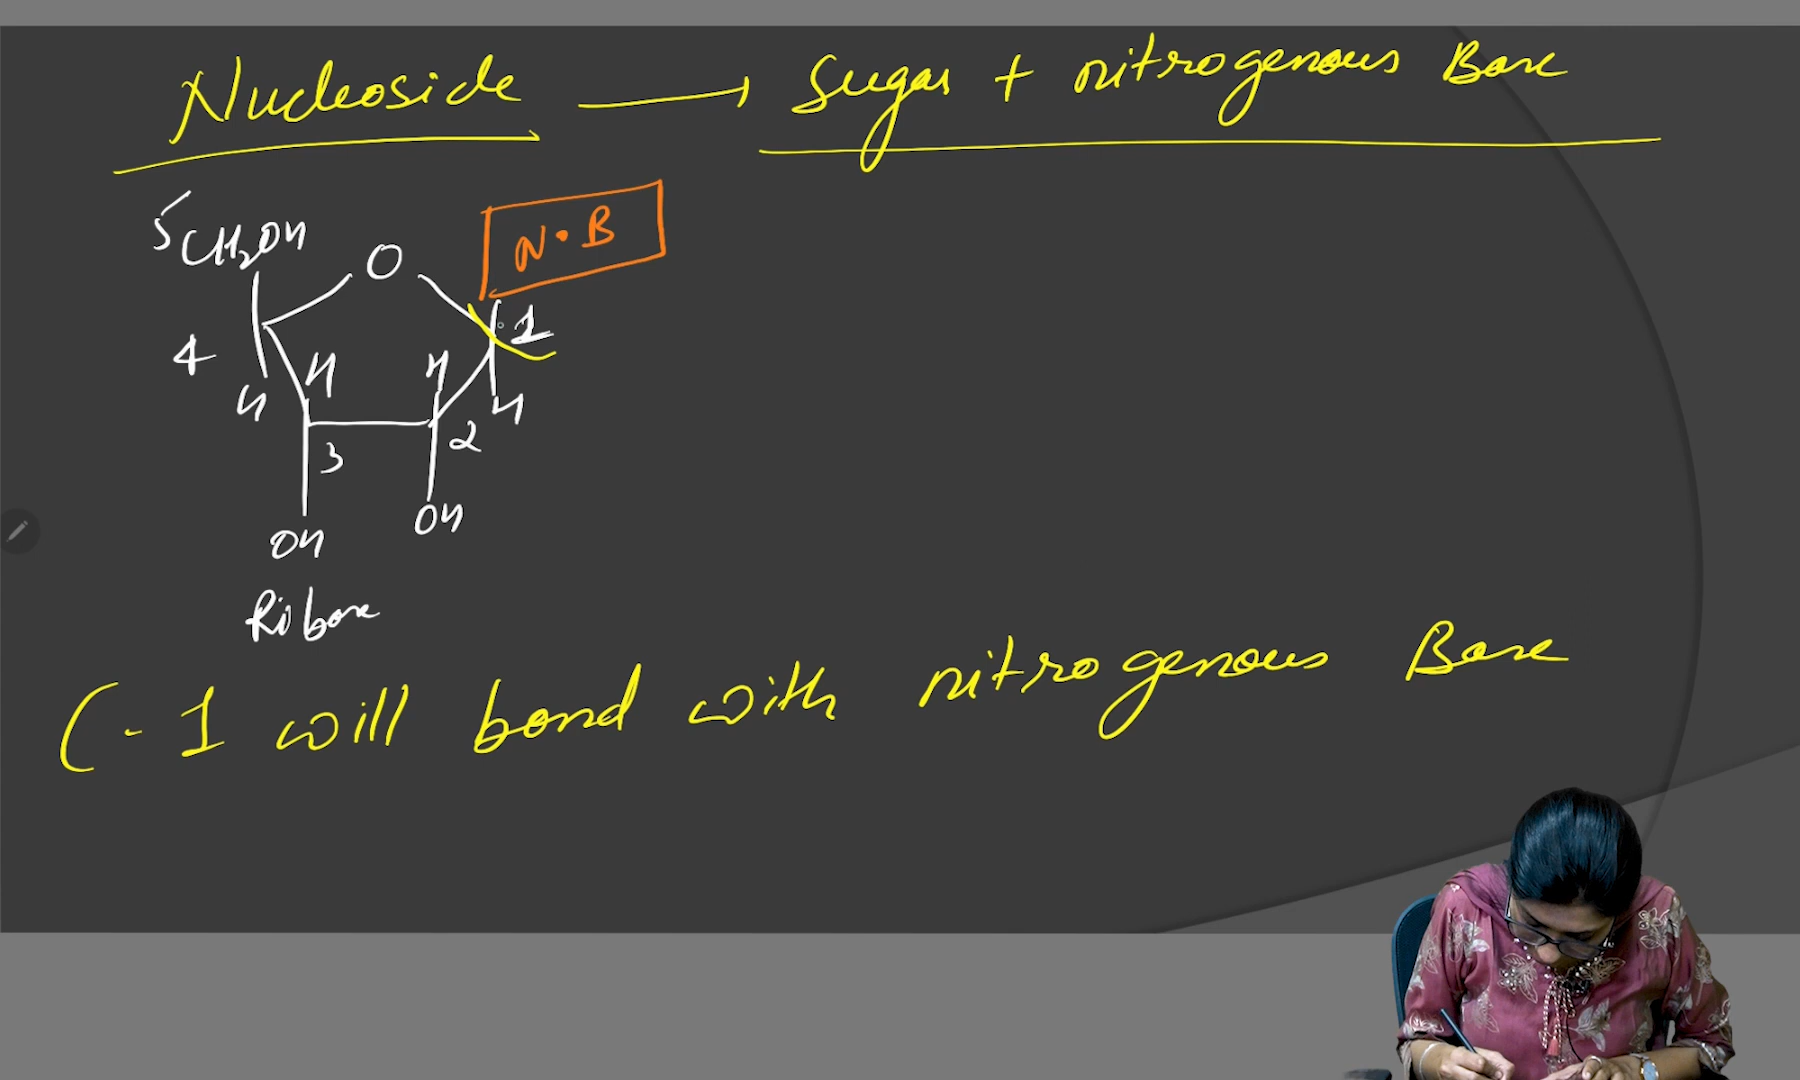 Nucleoside → Sugar + nitrogenous Base
5 CH₂OH
O
N·B
1
4
H
H
H
H
3
2
OH
OH
Ribose
C-1 will bond with nitrogenous Base